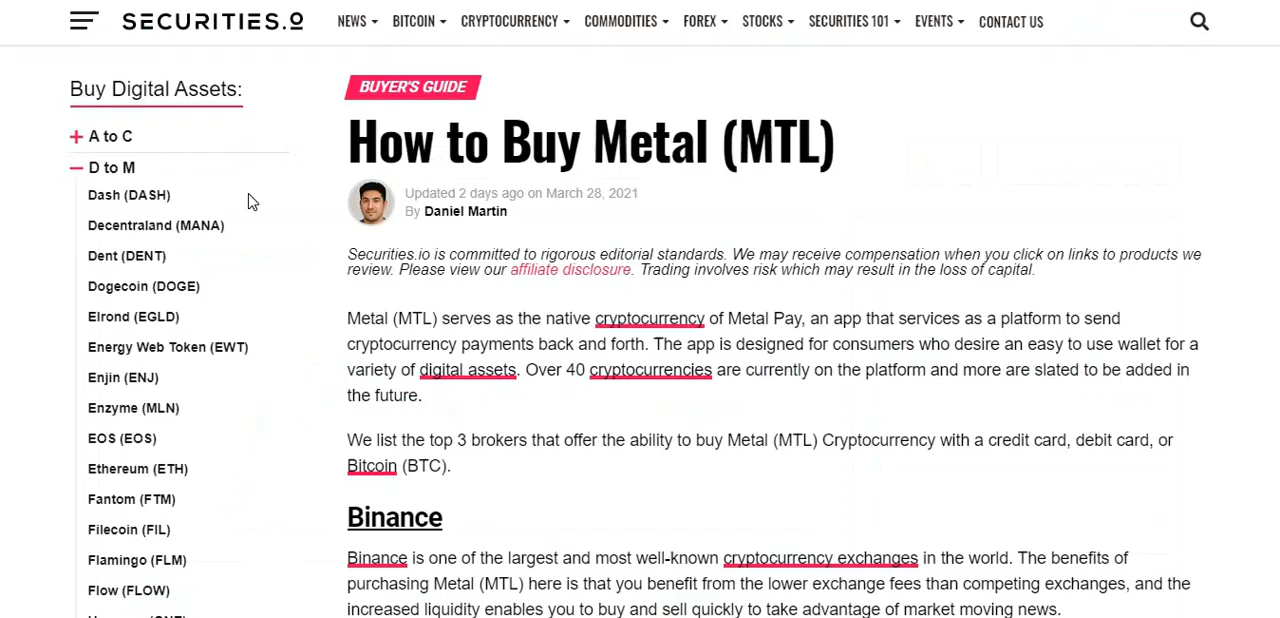 SECURITIES.IO NEWS BITCOIN CRYPTOCURRENCY COMMODITIES FOREX STOCKS SECURITIES 101 EVENTS CONTACT US
Buy Digital Assets:
A to C
D to M
Dash (DASH)
Decentraland (MANA)
Dent (DENT)
Dogecoin (DOGE)
Elrond (EGLD)
Energy Web Token (EWT)
Enjin (ENJ)
Enzyme (MLN)
EOS (EOS)
Ethereum (ETH)
Fantom (FTM)
Filecoin (FIL)
Flamingo (FLM)
Flow (FLOW)
BUYER'S GUIDE
How to Buy Metal (MTL)
Updated 2 days ago on March 28, 2021
By Daniel Martin
Securities.io is committed to rigorous editorial standards. We may receive compensation when you click on links to products we
review. Please view our affiliate disclosure. Trading involves risk which may result in the loss of capital.
Metal (MTL) serves as the native cryptocurrency of Metal Pay, an app that services as a platform to send
cryptocurrency payments back and forth. The app is designed for consumers who desire an easy to use wallet for a
variety of digital assets. Over 40 cryptocurrencies are currently on the platform and more are slated to be added in
the future.
We list the top 3 brokers that offer the ability to buy Metal (MTL) Cryptocurrency with a credit card, debit card, or
Bitcoin (BTC).
Binance
Binance is one of the largest and most well-known cryptocurrency exchanges in the world. The benefits of
purchasing Metal (MTL) here is that you benefit from the lower exchange fees than competing exchanges, and the
increased liquidity enables you to buy and sell quickly to take advantage of market moving news.